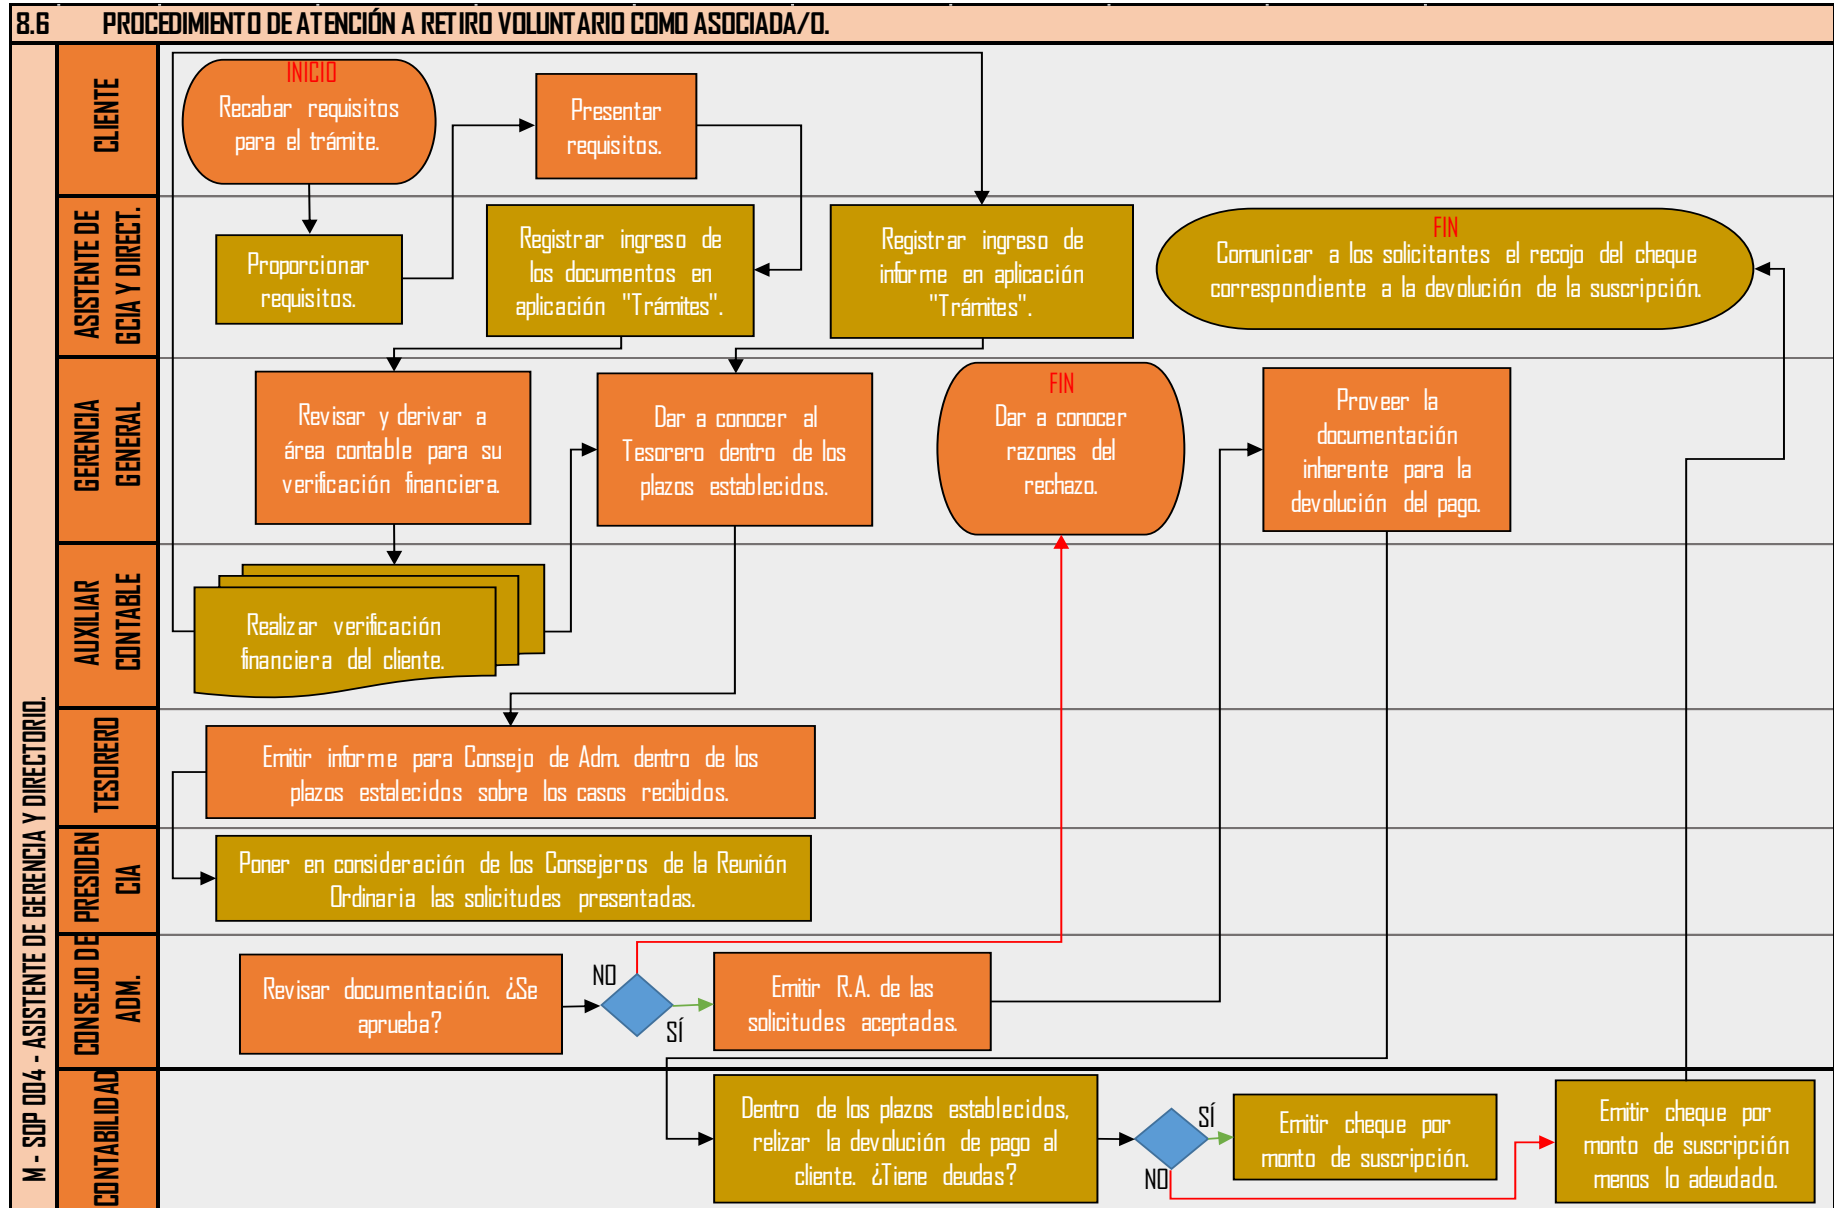 8.6 PROCEDIMIENTO DE ATENCIÓN A RETIRO VOLUNTARIO COMO ASOCIADA/O.
M - SDP 004 - ASISTENTE DE GERENCIA Y DIRECTORIO.
CLIENTE
INICIO
Recabar requisitos
para el trámite.
Presentar
requisitos.
ASISTENTE DE
GCIA Y DIRECT.
Proporcionar
requisitos.
Registrar ingreso de
los documentos en
aplicación "Trámites".
Registrar ingreso de
informe en aplicación
"Trámites".
FIN
Comunicar a los solicitantes el recojo del cheque
correspondiente a la devolución de la suscripción.
GERENCIA
GENERAL
Revisar y derivar a
área contable para su
verificación financiera.
Dar a conocer al
Tesorero dentro de los
plazos establecidos.
FIN
Dar a conocer
razones del
rechazo.
Proveer la
documentación
inherente para la
devolución del pago.
AUXILIAR
CONTABLE
Realizar verificación
financiera del cliente.
TESORERO
Emitir informe para Consejo de Adm. dentro de los
plazos estalecidos sobre los casos recibidos.
PRESIDEN
CIA
Poner en consideración de los Consejeros de la Reunión
Ordinaria las solicitudes presentadas.
CONSEJO DE
ADM.
Revisar documentación. ¿Se
aprueba?
NO
SÍ
Emitir R.A. de las
solicitudes aceptadas.
CONTABILIDAD
Dentro de los plazos establecidos,
relizar la devolución de pago al
cliente. ¿Tiene deudas?
SÍ
NO
Emitir cheque por
monto de suscripción.
Emitir cheque por
monto de suscripción
menos lo adeudado.